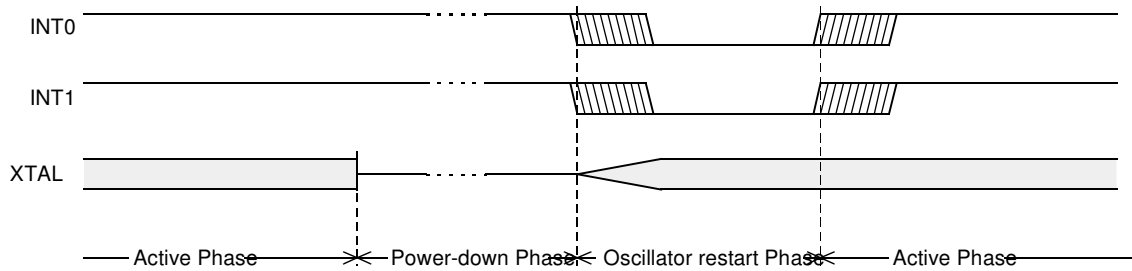 INT0
INT1
XTAL
Active Phase Power-down Phase Oscillator restart Phase Active Phase